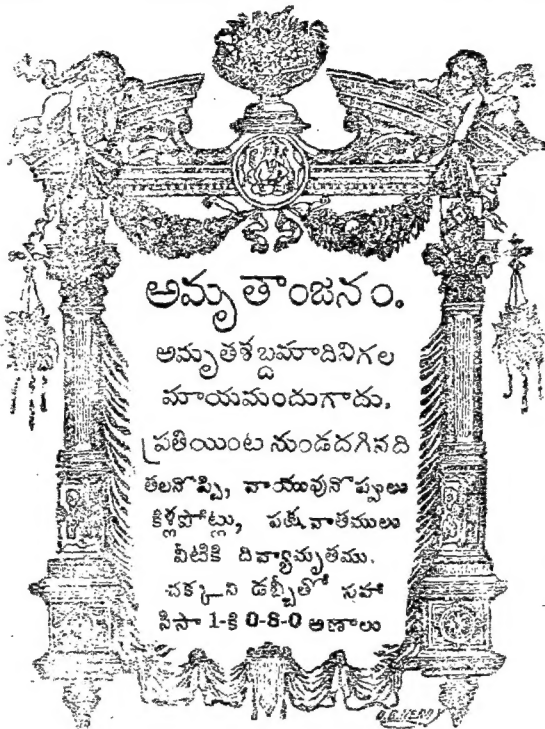 అమృతాంజనం.
అమృతశబ్దమాదినిగల
మాయమందుగాదు.
ప్రతియింట నుండదగినది
తలనొప్పి, వాయువునొప్పులు
కీళ్లపోట్లు, పక్షవాతములు
వీటికి దివ్యామృతము.
చక్కని డబ్బీతో సహా
సీసా 1-కి 0-8-0 అణాలు